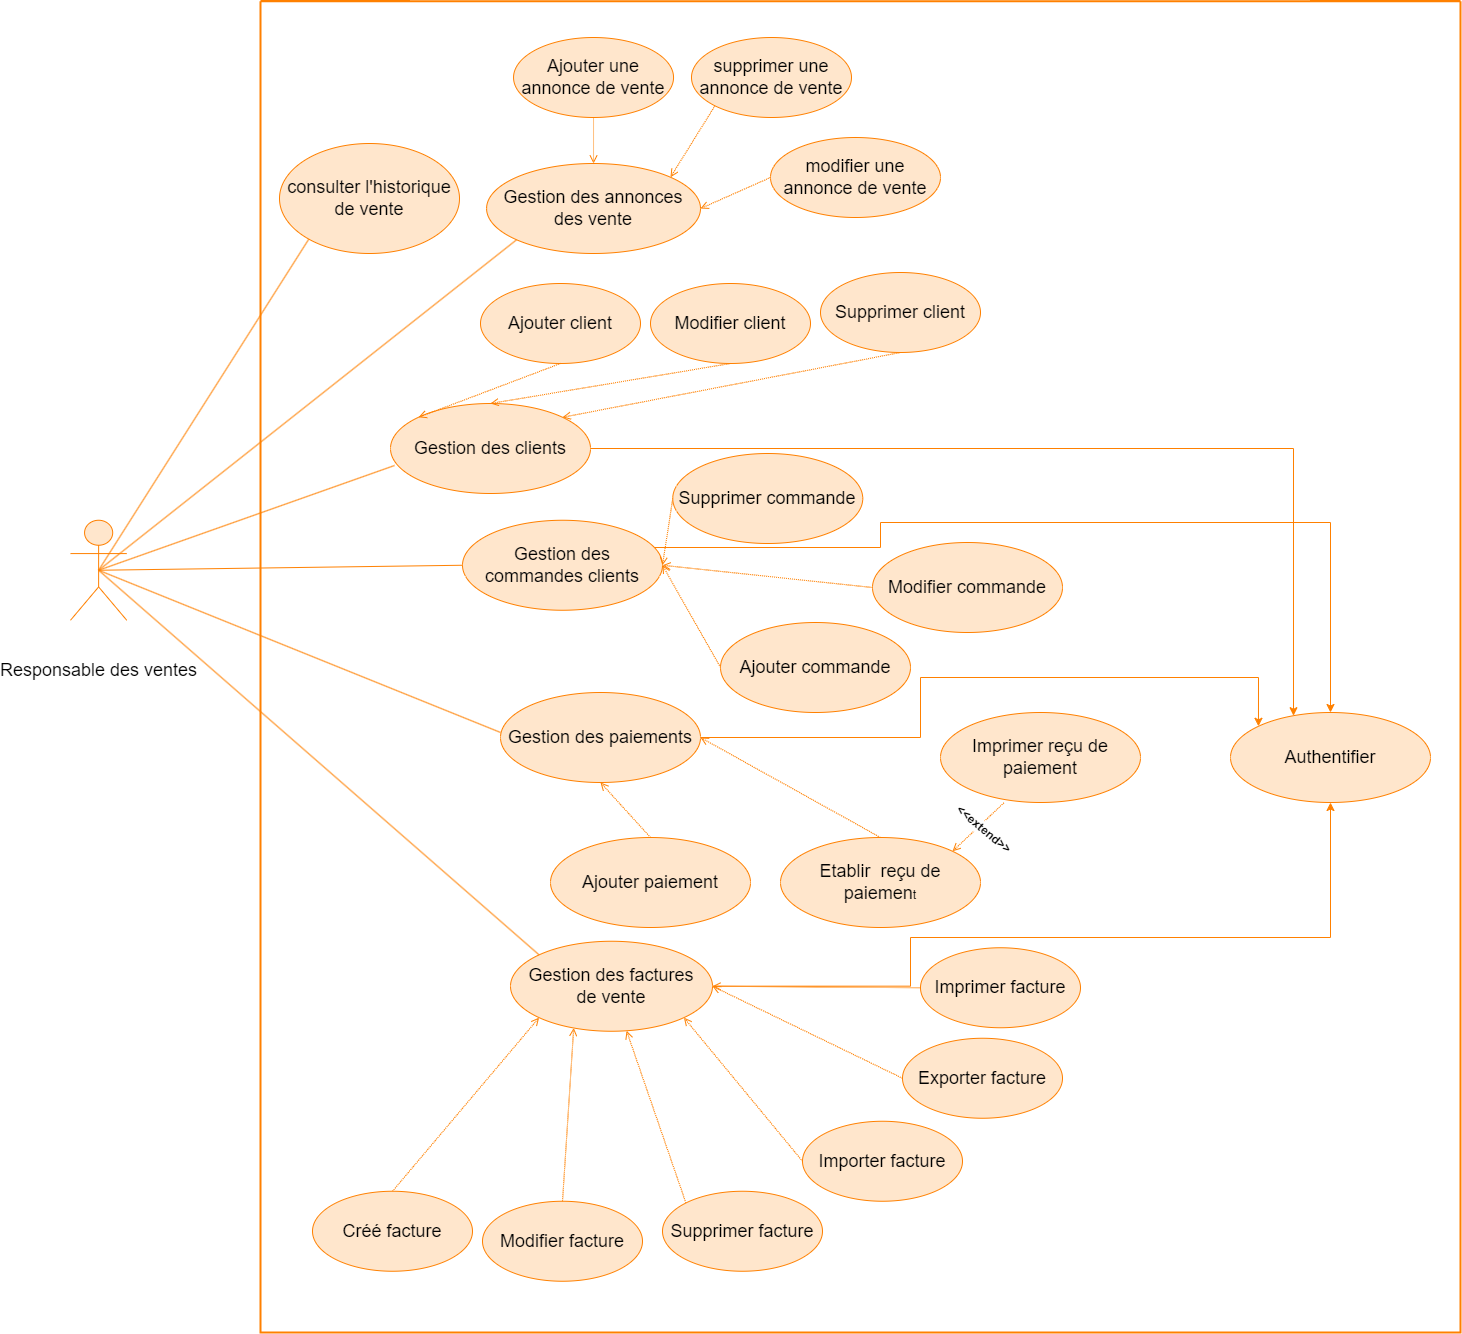 Ajouter une
annonce de vente
supprimer une
annonce de vente
modifier une
annonce de vente
consulter l'historique
de vente
Gestion des annonces
des vente
Ajouter client
Modifier client
Supprimer client
Gestion des clients
Supprimer commande
Gestion des
commandes clients
Modifier commande
Ajouter commande
Responsable des ventes
Gestion des paiements
Imprimer reçu de
paiement
Authentifier
<<extend>>
Ajouter paiement
Etablir  reçu de
paiement
Gestion des factures
de vente
Imprimer facture
Exporter facture
Importer facture
Créé facture
Modifier facture
Supprimer facture